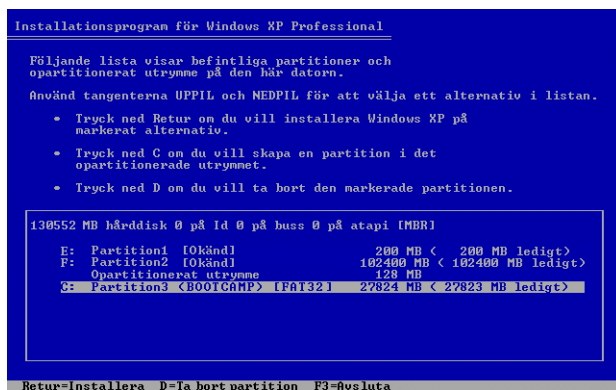 Installationsprogram för Windows XP Professional
Följande lista visar befintliga partitioner och
opartitionerat utrymme på den här datorn.
Använd tangenterna UPPIL och NEDPIL för att välja ett alternativ i listan.
• Tryck ned Retur om du vill installera Windows XP på
markerat alternativ.
• Tryck ned C om du vill skapa en partition i det
opartitionerade utrymmet.
• Tryck ned D om du vill ta bort den markerade partitionen.
130552 MB hårddisk 0 på Id 0 på buss 0 på atapi [MBR]
E: Partition1 [Okänd] 200 MB ( 200 MB ledigt)
F: Partition2 [Okänd] 102400 MB ( 102400 MB ledigt)
Opartitionerat utrymme 128 MB
C: Partition3 (BOOTCAMP) [FAT32] 27824 MB ( 27823 MB ledigt)
Retur=Installera D=Ta bort partition F3=Avsluta